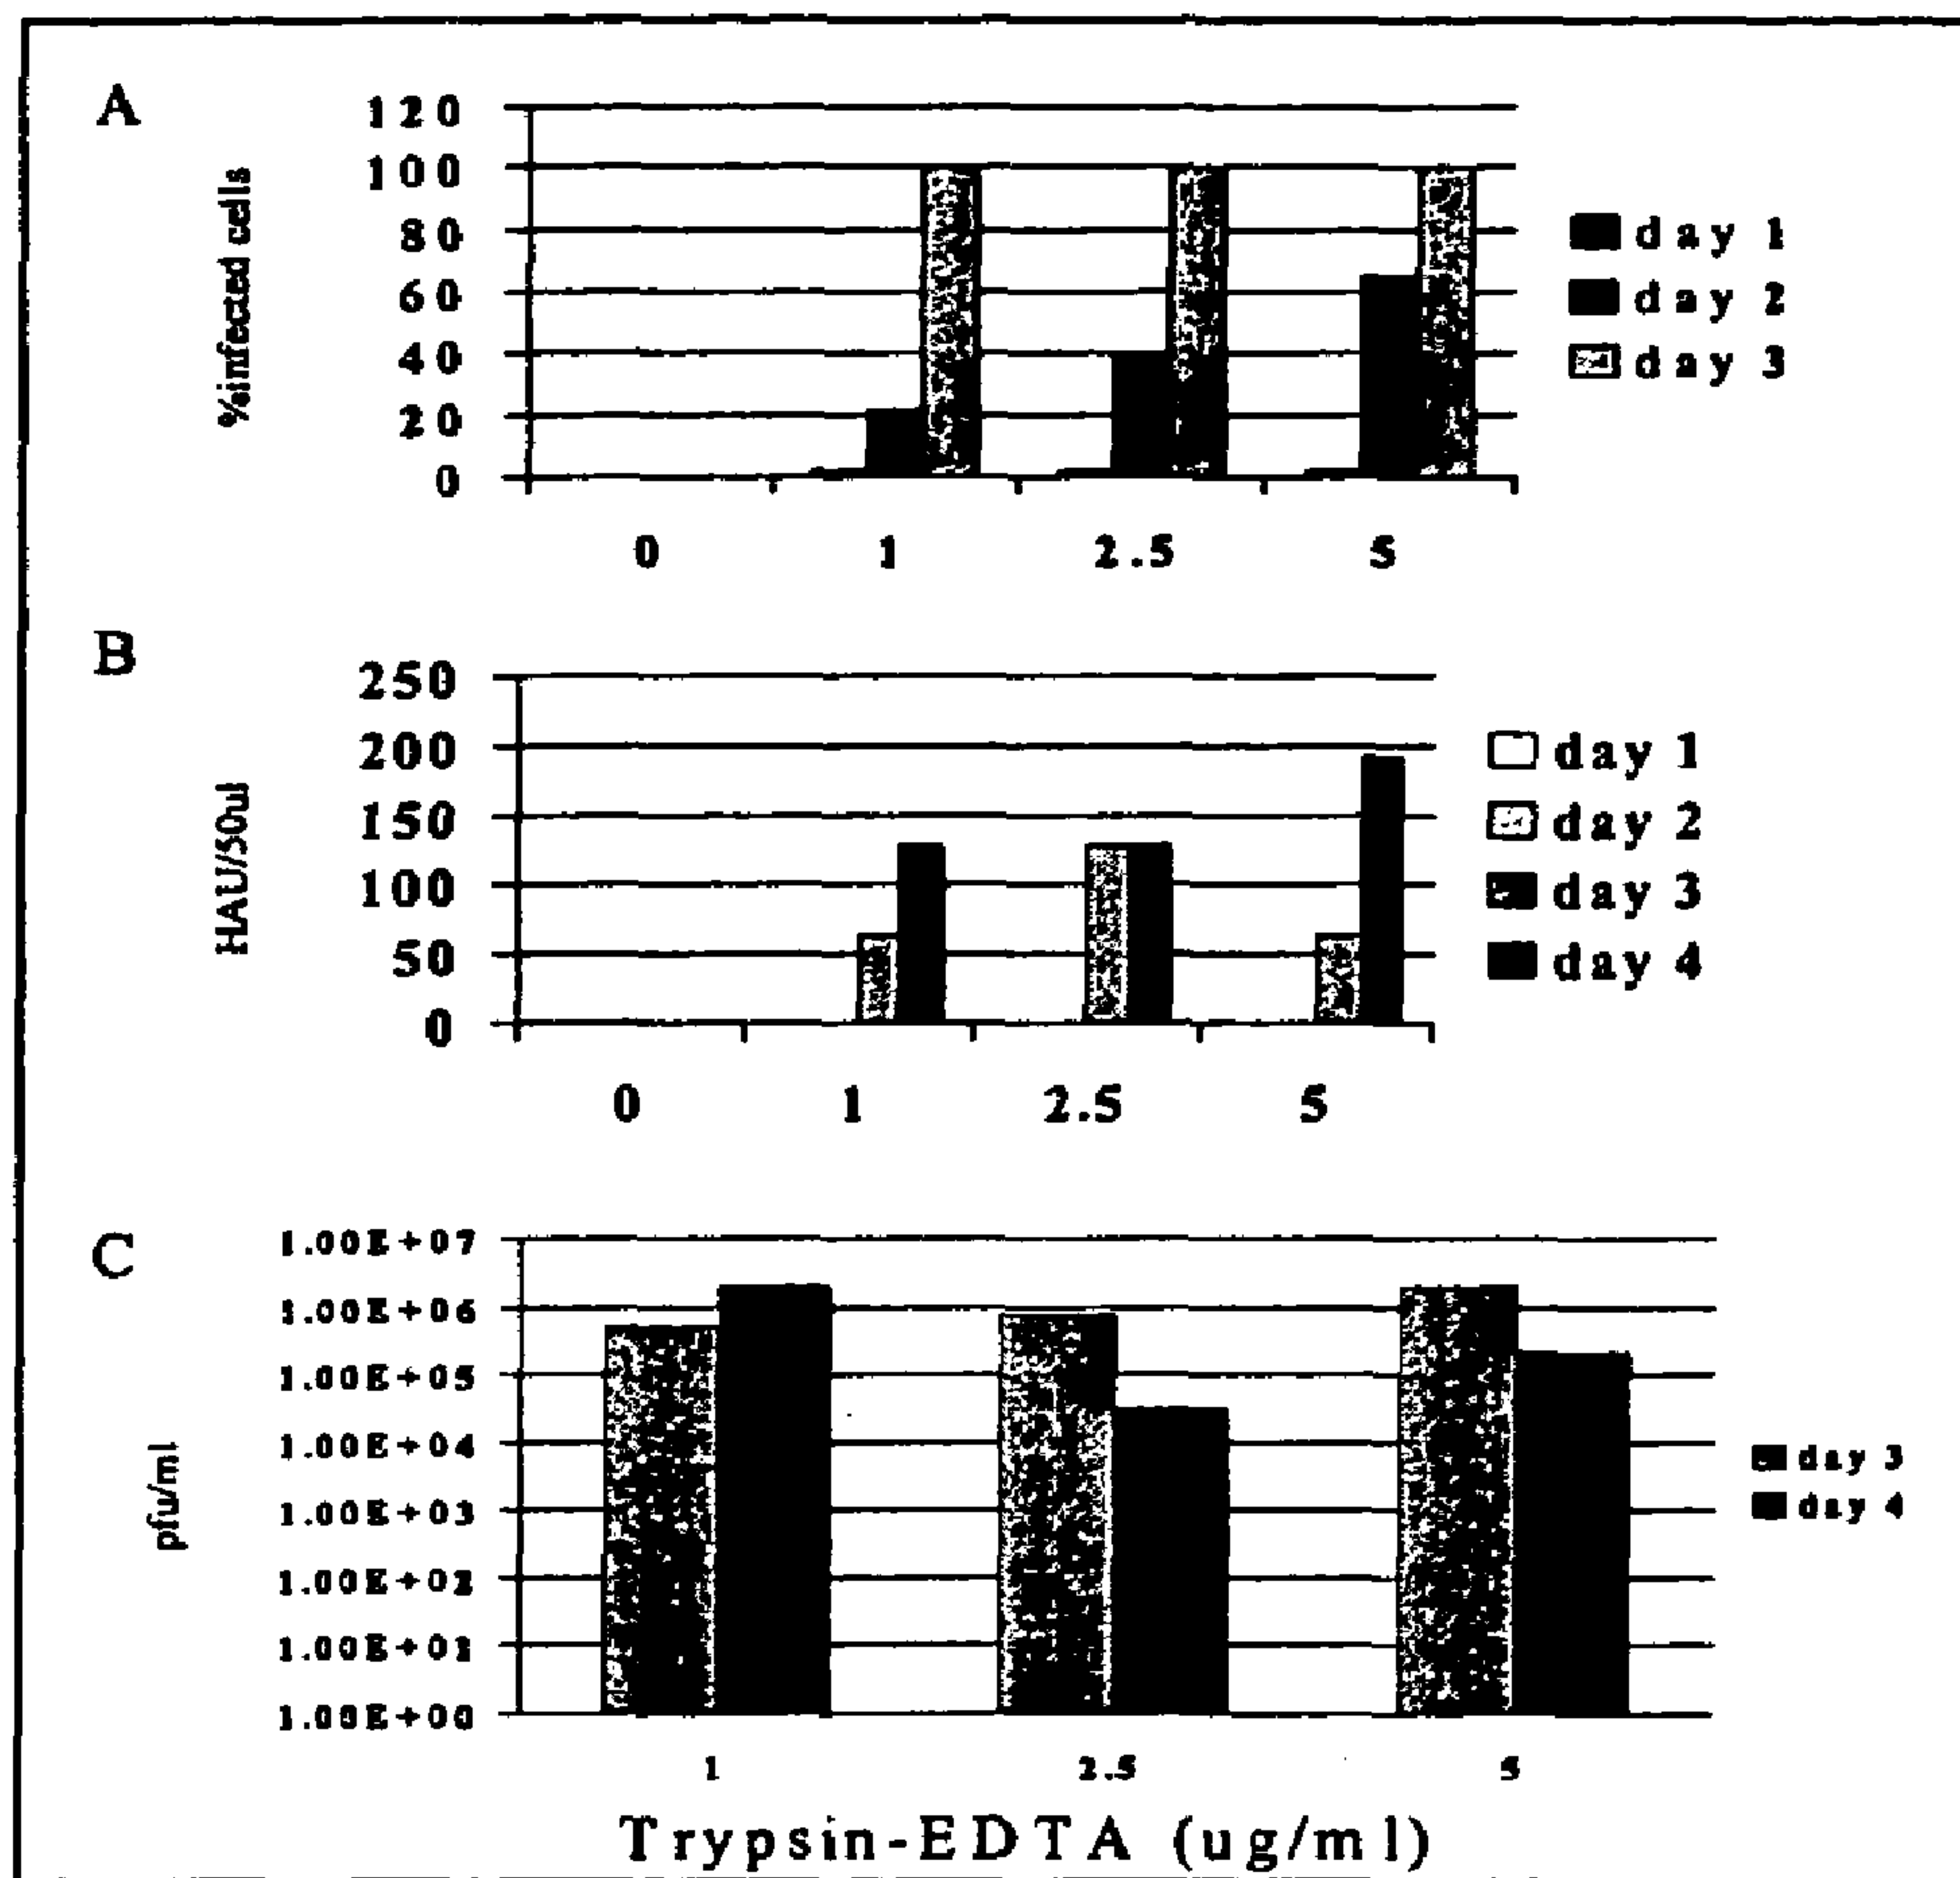 A
%infected cells
120
100
80
60
40
20
0
0 1 2.5 5
day 1
day 2
day 3
B
HAU/50ul
250
200
150
100
50
0
0 1 2.5 5
day 1
day 2
day 3
day 4
C
pfu/ml
1.00E+07
1.00E+06
1.00E+05
1.00E+04
1.00E+03
1.00E+02
1.00E+01
1.00E+00
1 2.5 5
day 3
day 4
Trypsin-EDTA (ug/ml)